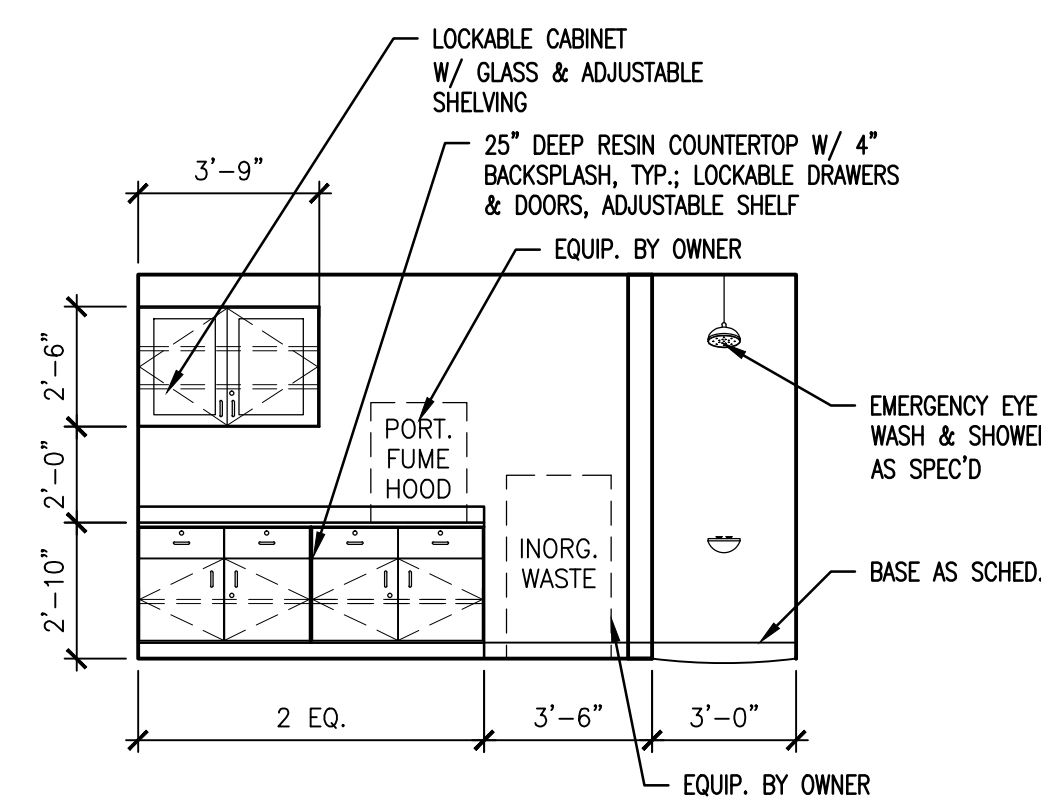 LOCKABLE CABINET
W/ GLASS & ADJUSTABLE
SHELVING
25" DEEP RESIN COUNTERTOP W/ 4"
BACKSPLASH, TYP.; LOCKABLE DRAWERS
& DOORS, ADJUSTABLE SHELF
3'-9"
EQUIP. BY OWNER
2'-6"
2'-0"
2'-10"
PORT.
FUME
HOOD
INORG.
WASTE
EMERGENCY EYE
WASH & SHOWE
AS SPEC'D
BASE AS SCHED.
2 EQ.
3'-6"
3'-0"
EQUIP. BY OWNER